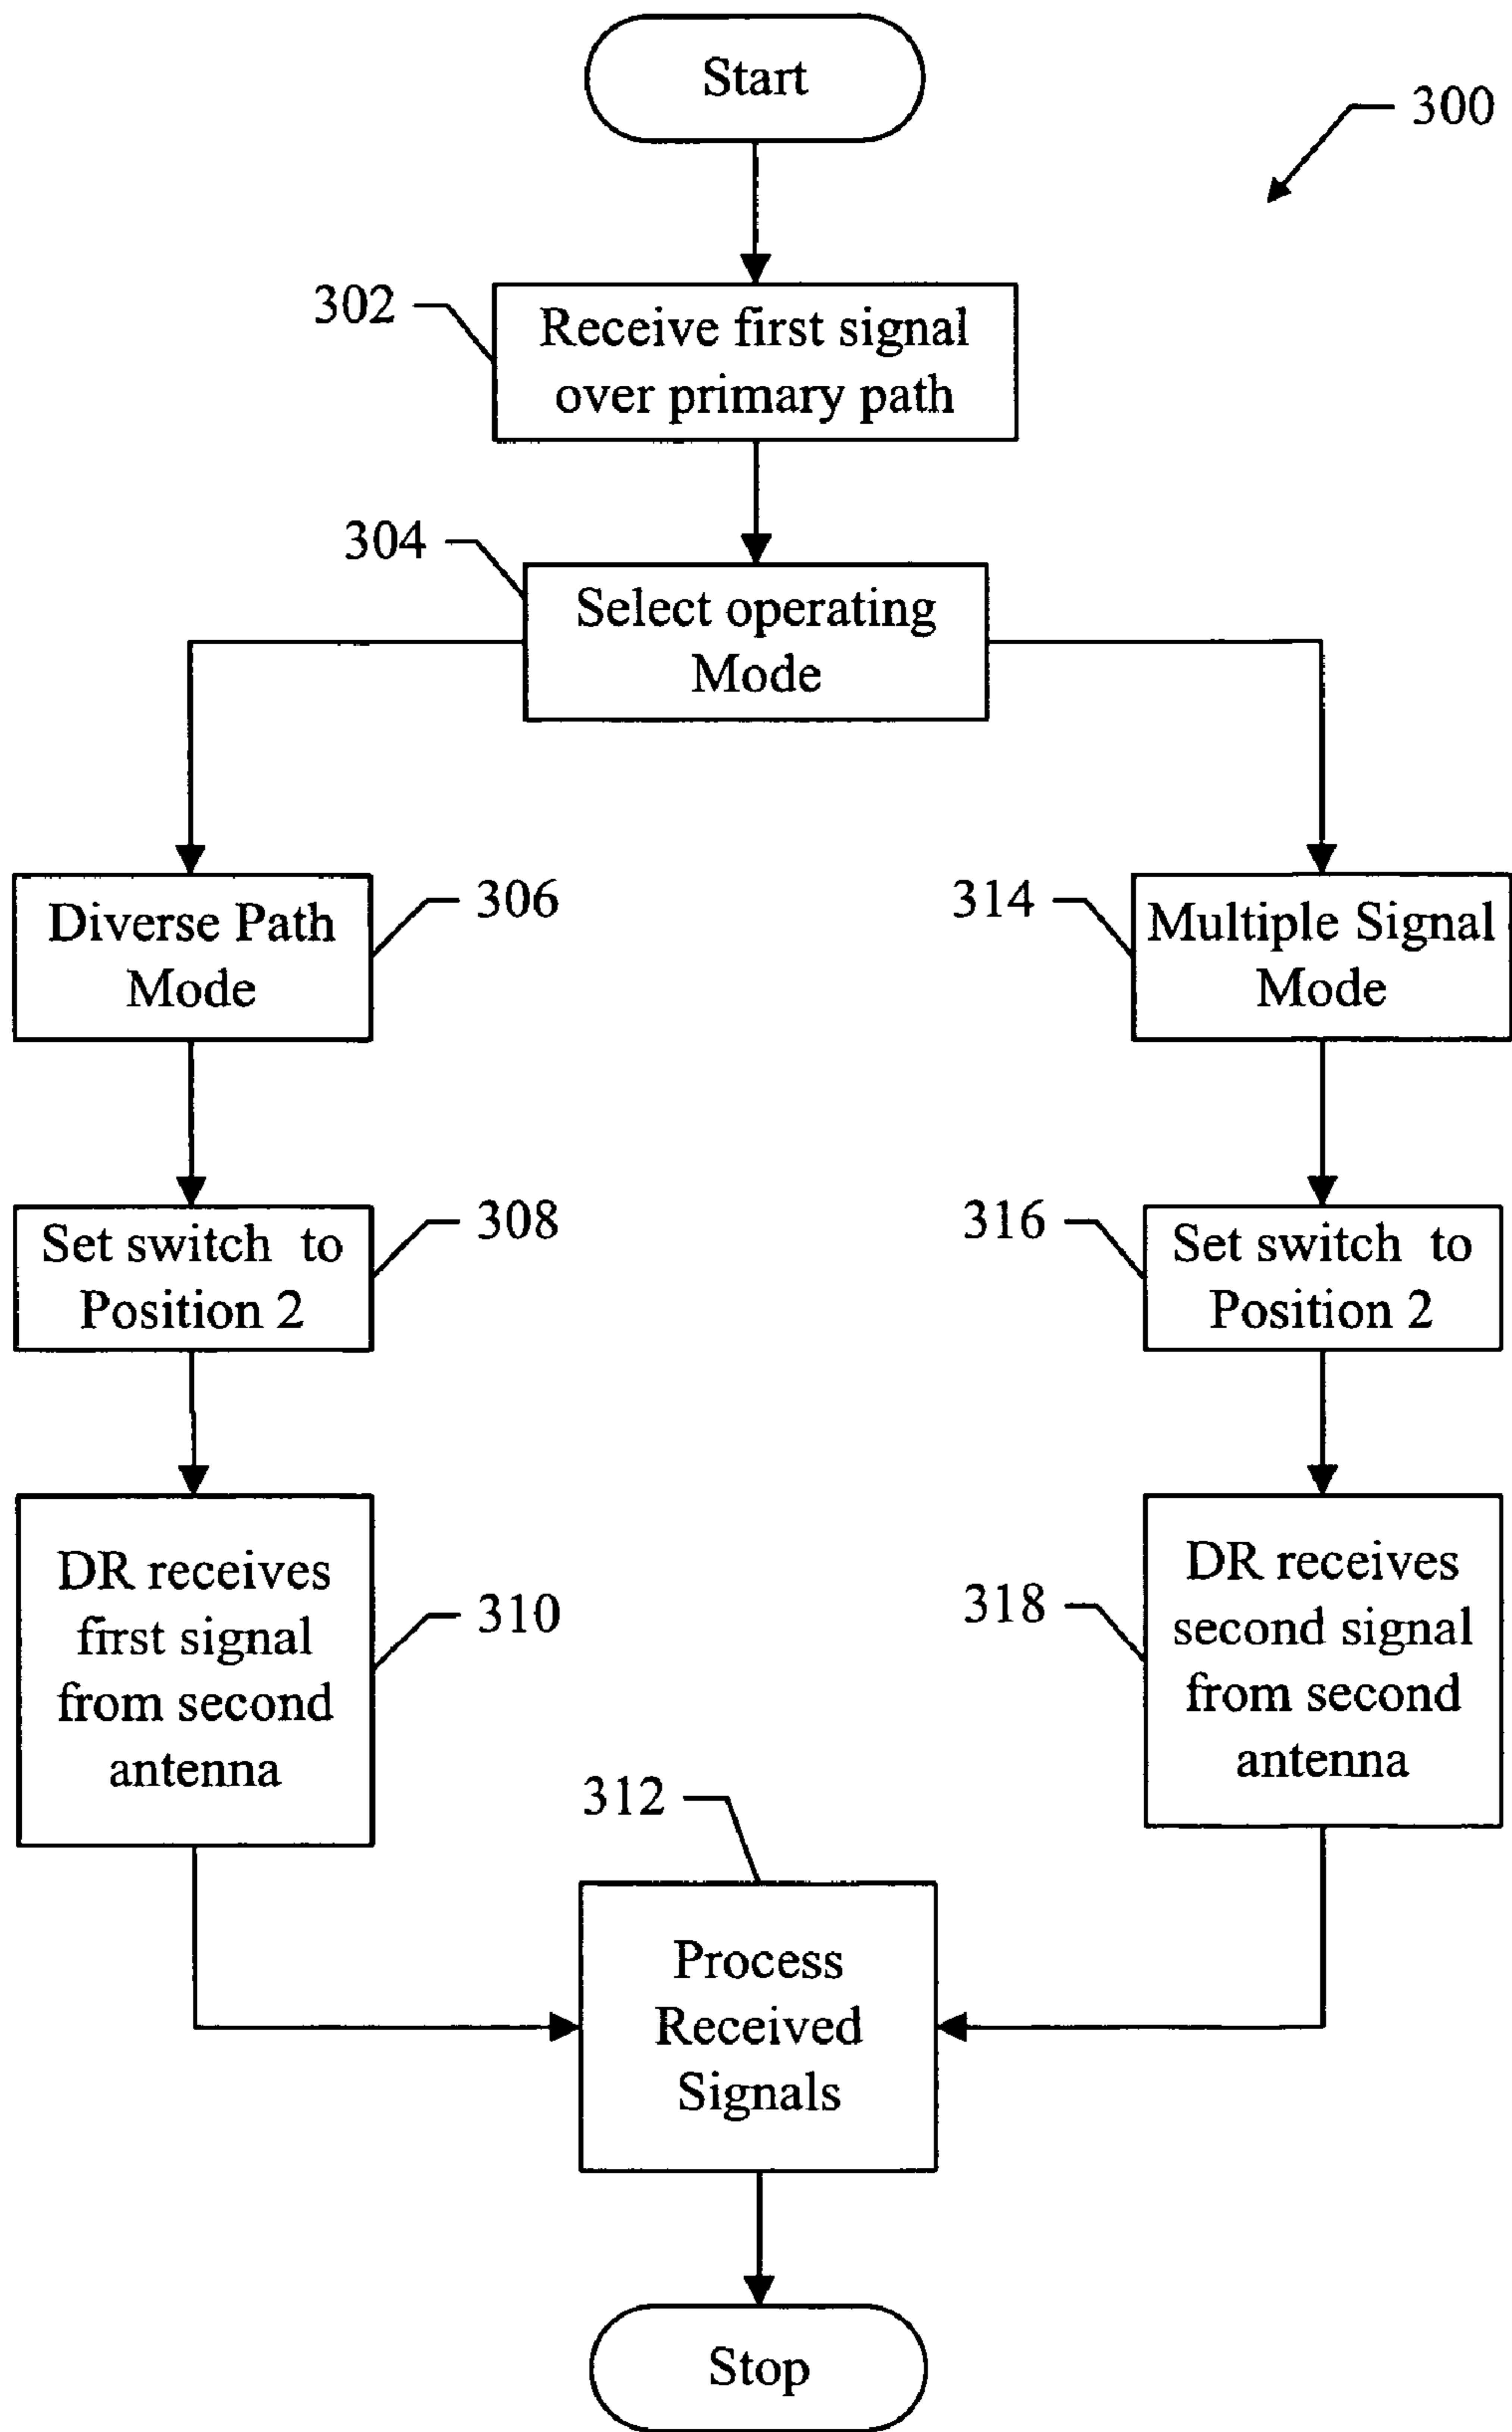 Start
300
302
Receive first signal
over primary path
304
Select operating
Mode
Diverse Path
Mode
306
314
Multiple Signal
Mode
Set switch to
Position 2
308
316
Set switch to
Position 2
DR receives
first signal
from second
antenna
310
318
DR receives
second signal
from second
antenna
312
Process
Received
Signals
Stop